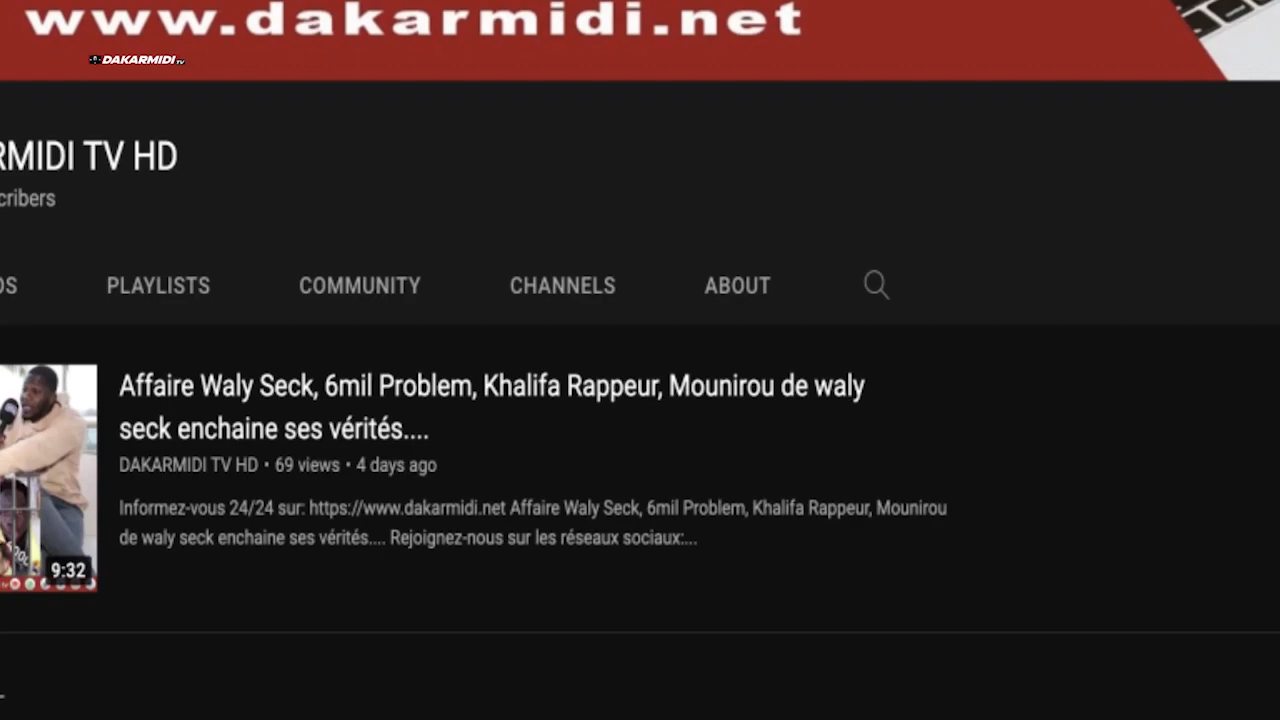 www.dakarmidi.net
DAKARMIDI TV
RMIDI TV HD
cribers
OS
PLAYLISTS
COMMUNITY
CHANNELS
ABOUT
Affaire Waly Seck, 6mil Problem, Khalifa Rappeur, Mounirou de waly
seck enchaine ses vérités....
DAKARMIDI TV HD • 69 views • 4 days ago
Informez-vous 24/24 sur: https://www.dakarmidi.net Affaire Waly Seck, 6mil Problem, Khalifa Rappeur, Mounirou
de waly seck enchaine ses vérités.... Rejoignez-nous sur les réseaux sociaux:...
9:32